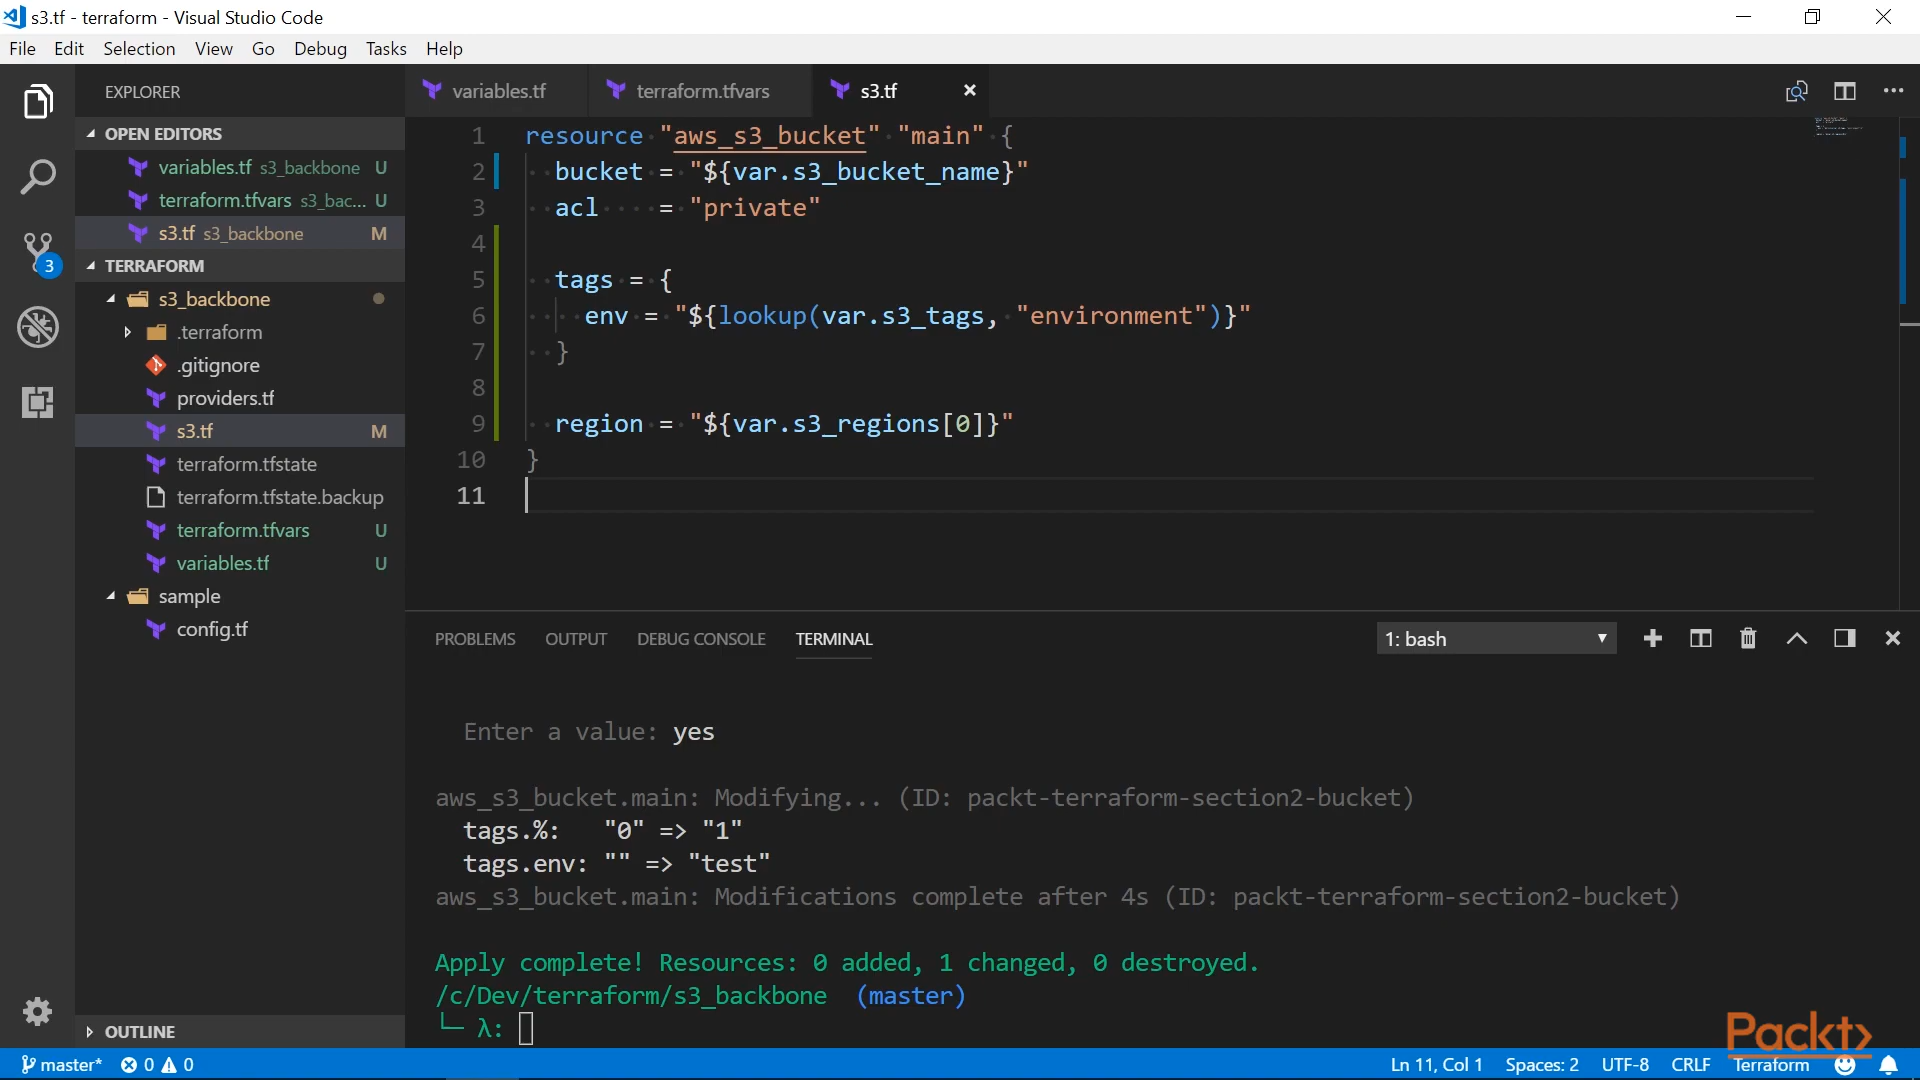 s3.tf - terraform - Visual Studio Code
File Edit Selection View Go Debug Tasks Help
EXPLORER
OPEN EDITORS
variables.tf s3_backbone U
terraform.tfvars s3_bac... U
s3.tf s3_backbone M
TERRAFORM
s3_backbone
.terraform
.gitignore
providers.tf
s3.tf M
terraform.tfstate
terraform.tfstate.backup
terraform.tfvars U
variables.tf U
sample
config.tf
OUTLINE
3
variables.tf terraform.tfvars s3.tf
1 resource "aws_s3_bucket" "main" {
2 bucket = "${var.s3_bucket_name}"
3 acl = "private"
4
5 tags = {
6 env = "${lookup(var.s3_tags, "environment")}"
7 }
8
9 region = "${var.s3_regions[0]}"
10 }
11
PROBLEMS OUTPUT DEBUG CONSOLE TERMINAL 1: bash
Enter a value: yes
aws_s3_bucket.main: Modifying... (ID: packt-terraform-section2-bucket)
tags.%: "0" => "1"
tags.env: "" => "test"
aws_s3_bucket.main: Modifications complete after 4s (ID: packt-terraform-section2-bucket)
Apply complete! Resources: 0 added, 1 changed, 0 destroyed.
/c/Dev/terraform/s3_backbone (master)
└─ λ:
Packt>
master* 0 0 Ln 11, Col 1 Spaces: 2 UTF-8 CRLF Terraform